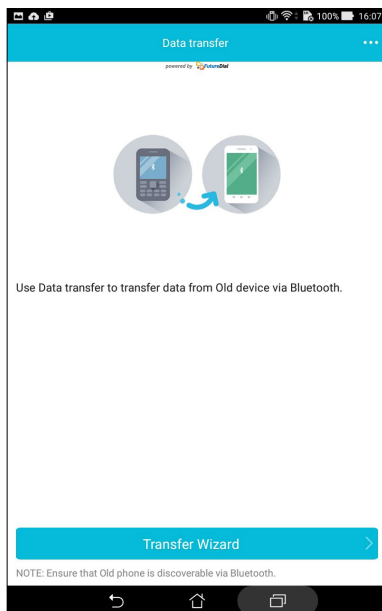 100% 16:07
Data transfer
powered by FutureDial
Use Data transfer to transfer data from Old device via Bluetooth.
Transfer Wizard
NOTE: Ensure that Old phone is discoverable via Bluetooth.